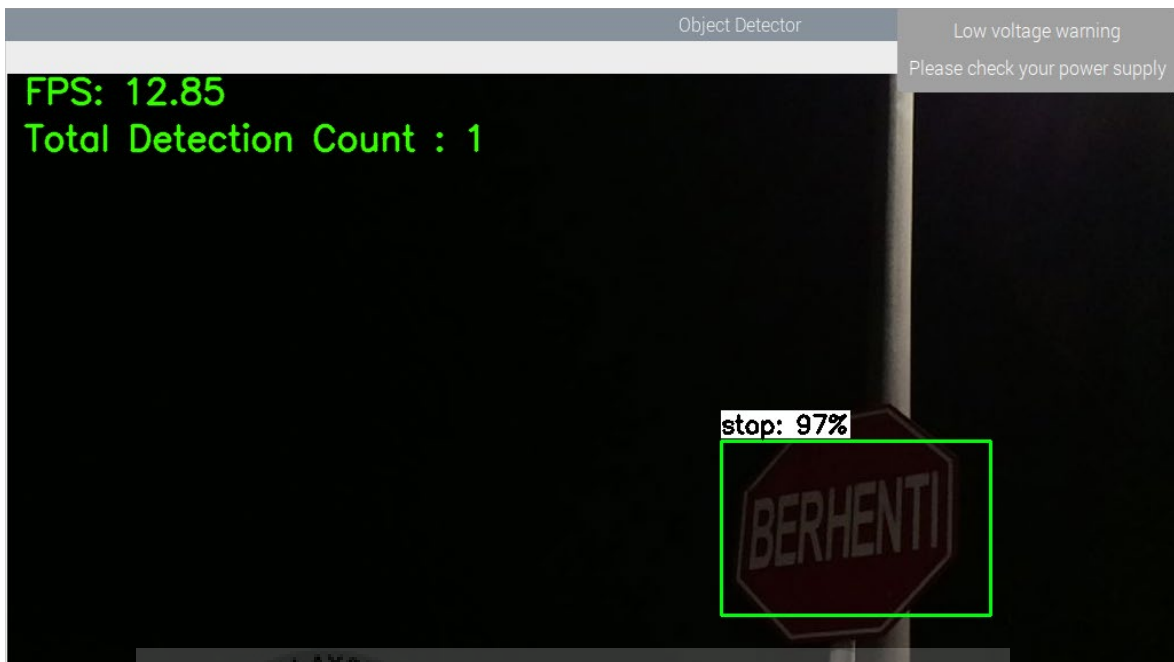 Object Detector
Low voltage warning
Please check your power supply
FPS: 12.85
Total Detection Count : 1
stop: 97%
BERHENTI